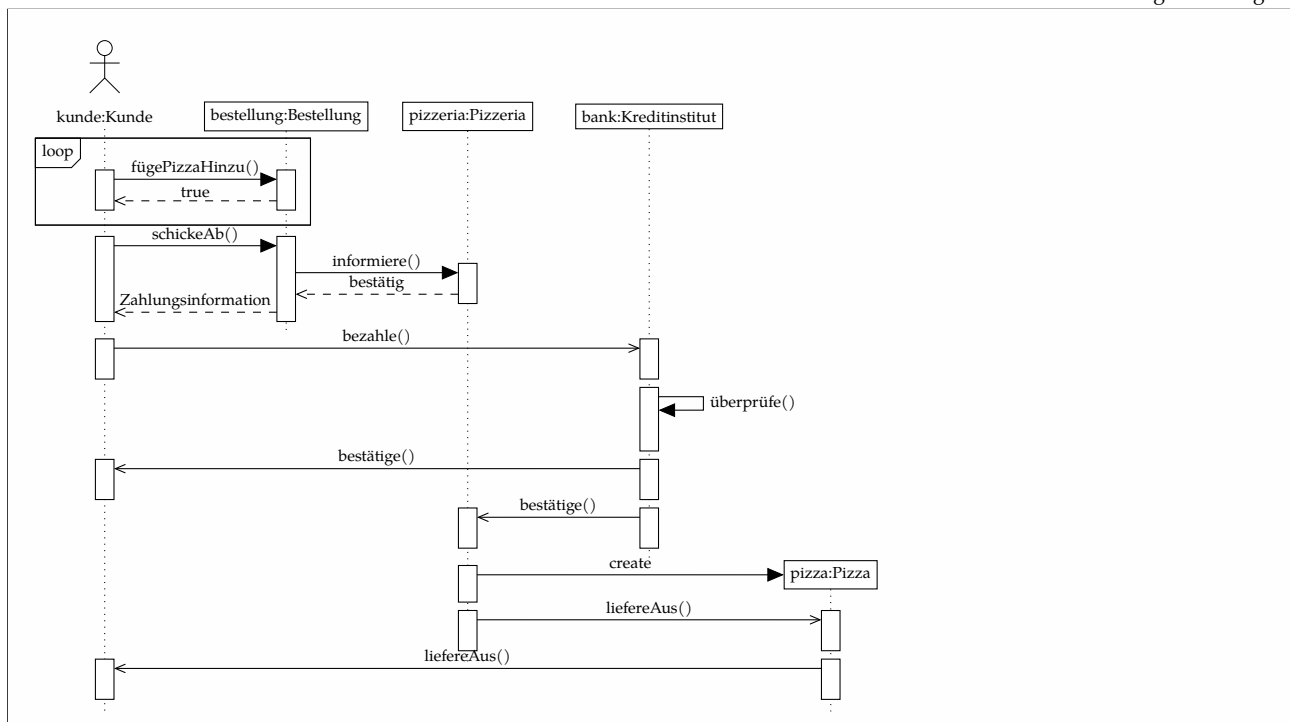 kunde:Kunde
bestellung:Bestellung
pizzeria:Pizzeria
bank:Kreditinstitut
loop
fügePizzaHinzu()
true
schickeAb()
informiere()
bestätig
Zahlungsinformation
bezahle()
überprüfe()
bestätige()
bestätige()
create
pizza:Pizza
liefereAus()
liefereAus()